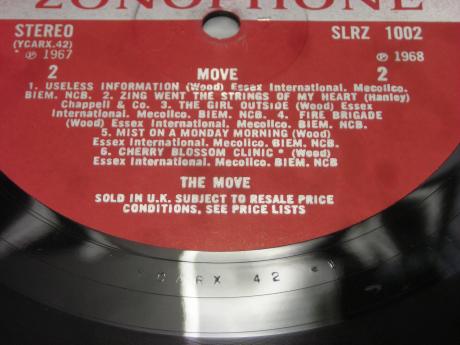 ZONOPHONE
STEREO SLRZ 1002
(YCARX.42)
℗ 1967 ℗ 1968
2 MOVE 2
1. USELESS INFORMATION (Wood) Essex International. Mecolico.
BIEM. NCB. 2. ZING WENT THE STRINGS OF MY HEART (Hanley)
Chappell & Co. 3. THE GIRL OUTSIDE (Wood) Essex
International. Mecolico. BIEM. NCB. 4. FIRE BRIGADE
(Wood) Essex International. Mecolico. BIEM. NCB.
5. MIST ON A MONDAY MORNING (Wood)
Essex International. Mecolico. BIEM. NCB.
6. CHERRY BLOSSOM CLINIC * (Wood)
Essex International. Mecolico. BIEM. NCB
THE MOVE
SOLD IN U.K. SUBJECT TO RESALE PRICE
CONDITIONS, SEE PRICE LISTS
YCARX 42